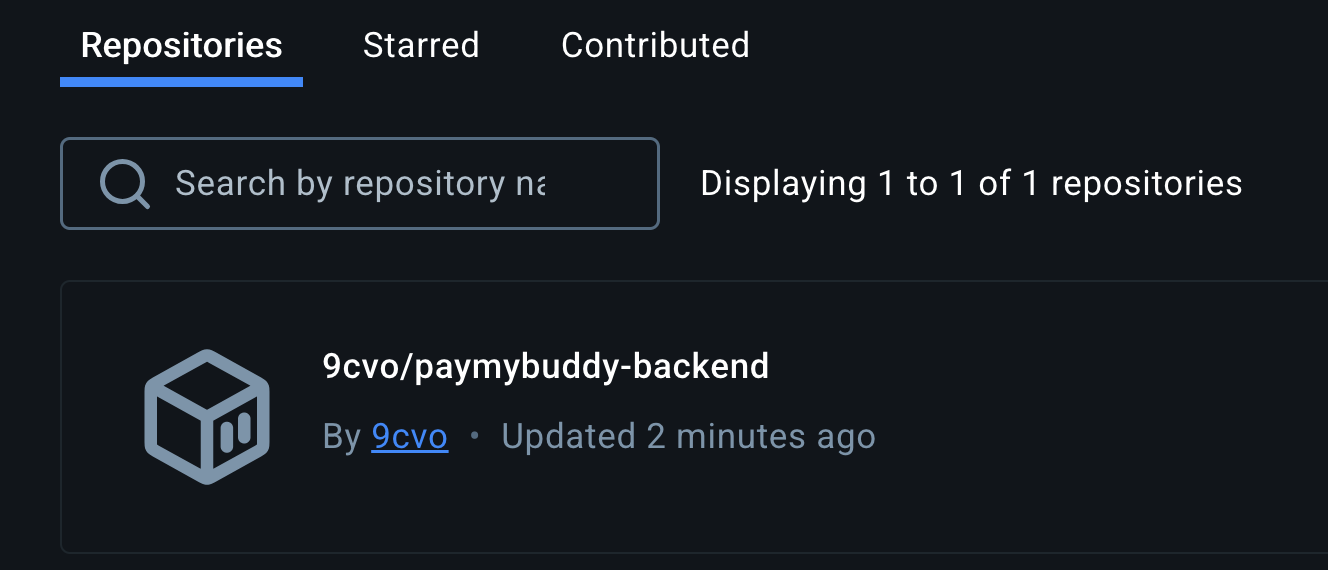 Repositories Starred Contributed
Search by repository na
Displaying 1 to 1 of 1 repositories
9cvo/paymybuddy-backend
By 9cvo • Updated 2 minutes ago